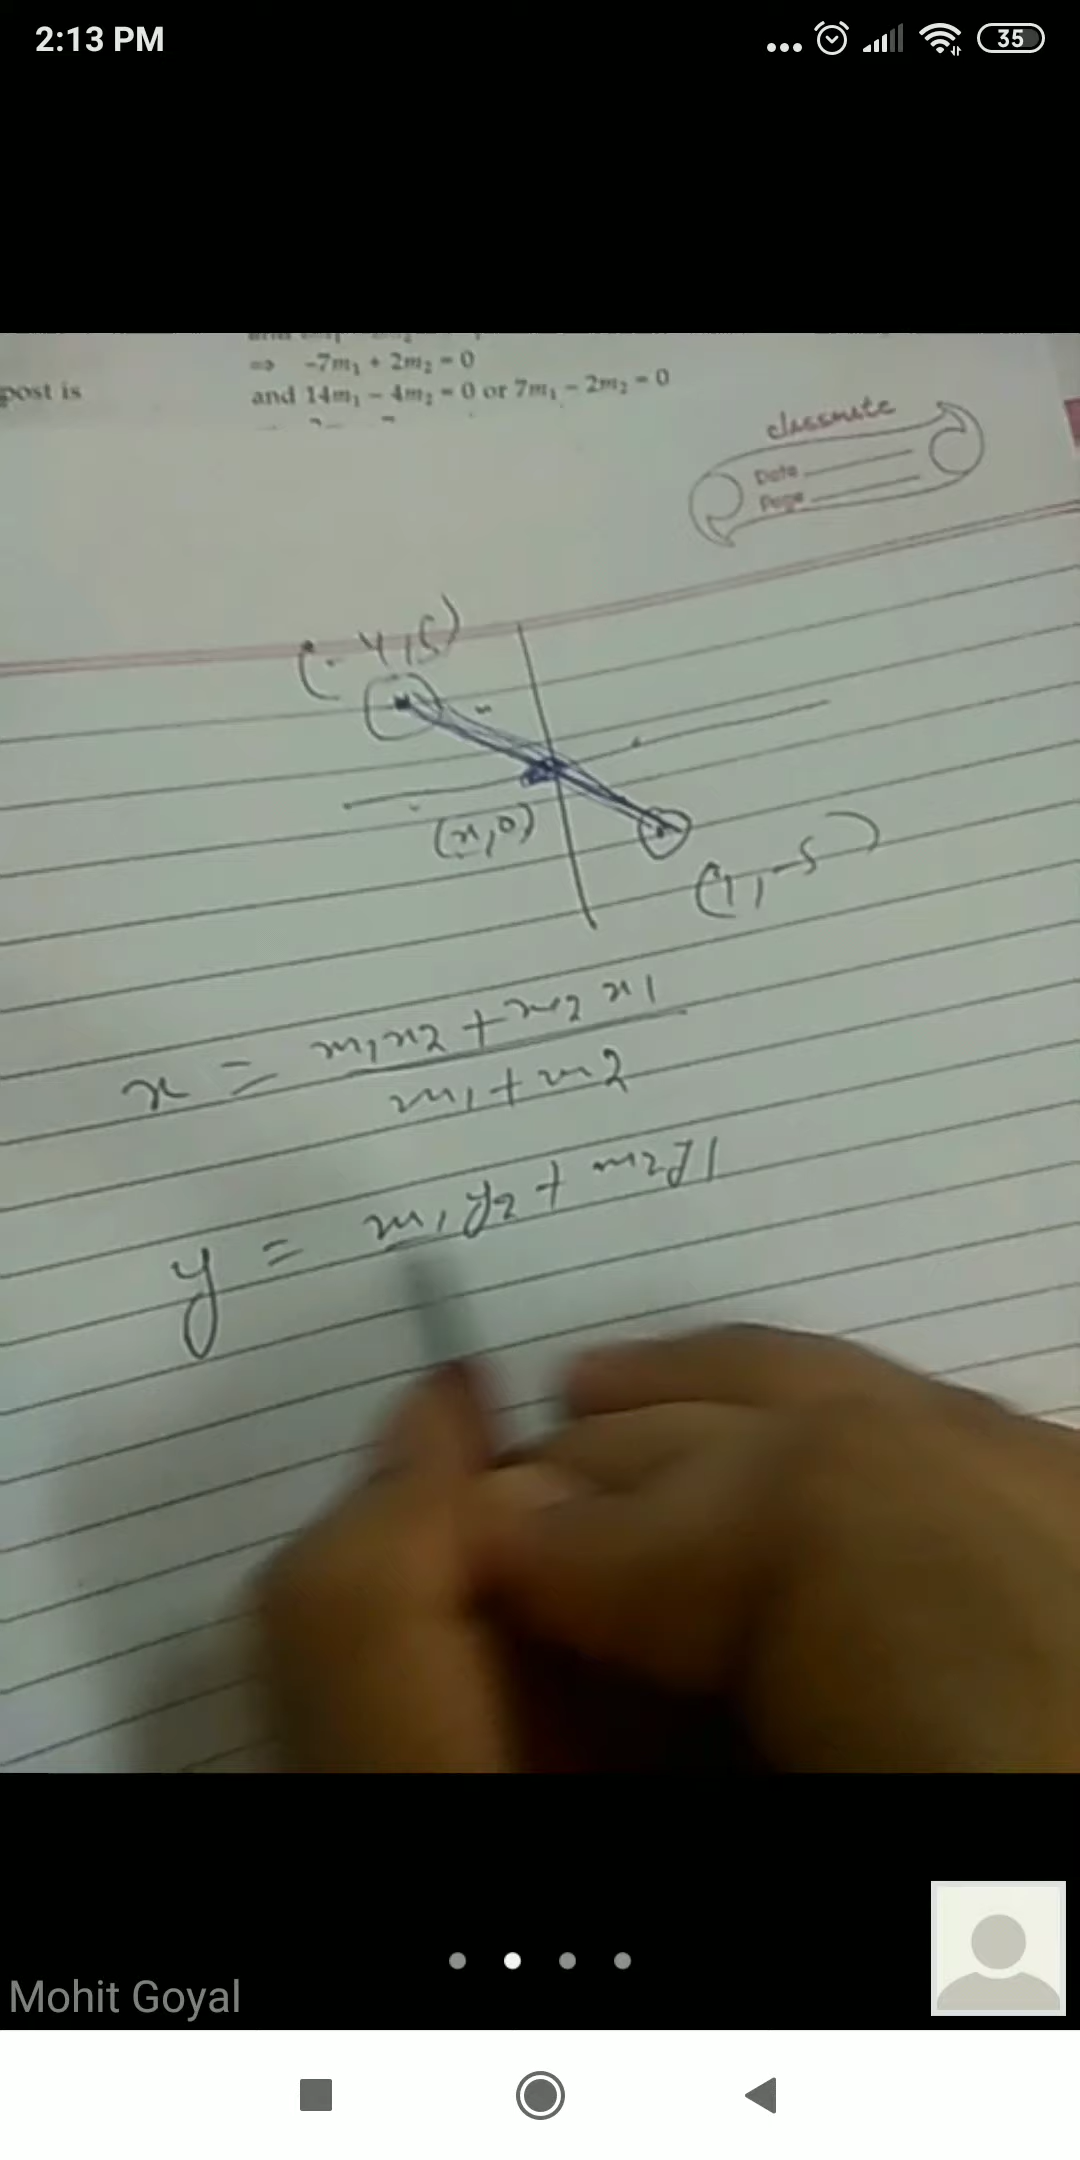 2:13 PM
35
⇒ -7m₁ + 2m₂ = 0
post is
and 14m₁ - 4m₂ = 0 or 7m₁ - 2m₂ = 0
classmate
Date
Page
(-4,5)
(x,0)
(1,-5)
x = m₁x₂ + m₂x₁
m₁ + m₂
y = m₁y₂ + m₂y₁
Mohit Goyal